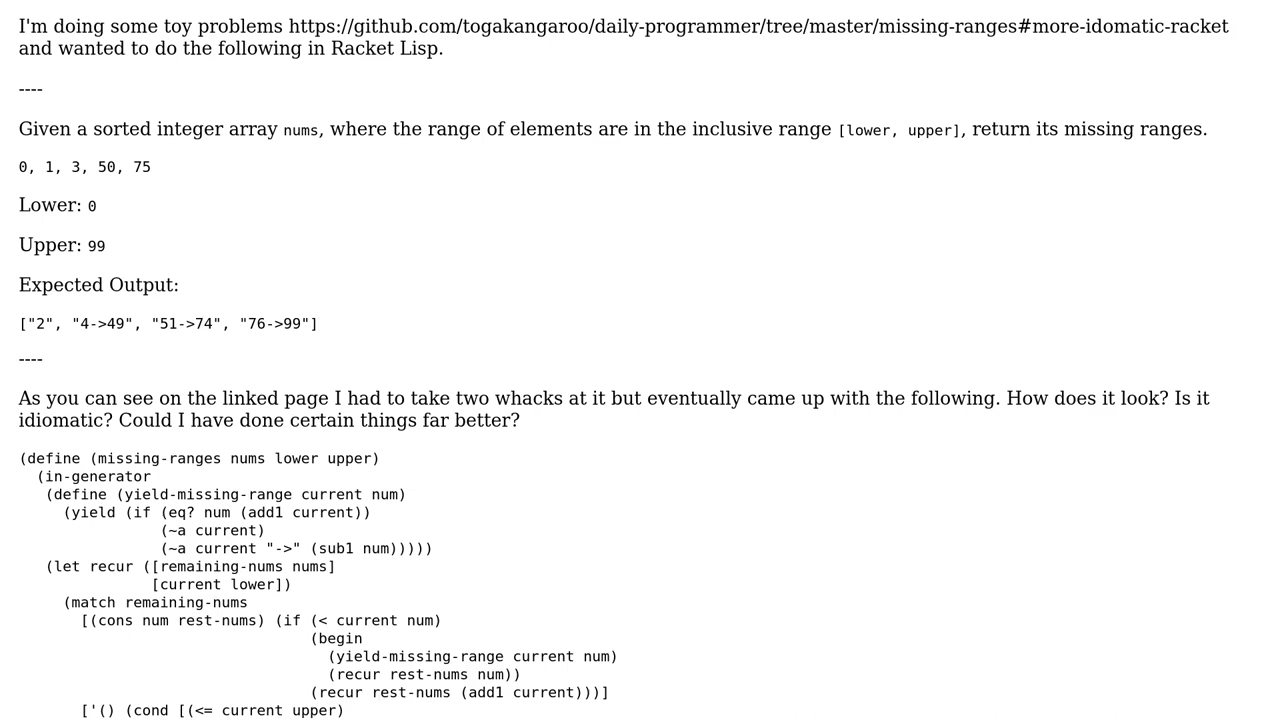 I'm doing some toy problems https://github.com/togakangaroo/daily-programmer/tree/master/missing-ranges#more-idomatic-racket
and wanted to do the following in Racket Lisp.
----
Given a sorted integer array nums, where the range of elements are in the inclusive range [lower, upper], return its missing ranges.
0, 1, 3, 50, 75
Lower: 0
Upper: 99
Expected Output:
["2", "4->49", "51->74", "76->99"]
----
As you can see on the linked page I had to take two whacks at it but eventually came up with the following. How does it look? Is it
idiomatic? Could I have done certain things far better?
(define (missing-ranges nums lower upper)
  (in-generator
   (define (yield-missing-range current num)
     (yield (if (eq? num (add1 current))
                (~a current)
                (~a current "->" (sub1 num)))))
   (let recur ([remaining-nums nums]
               [current lower])
     (match remaining-nums
       [(cons num rest-nums) (if (< current num)
                                 (begin
                                   (yield-missing-range current num)
                                   (recur rest-nums num))
                                 (recur rest-nums (add1 current)))]
       ['() (cond [(<= current upper)